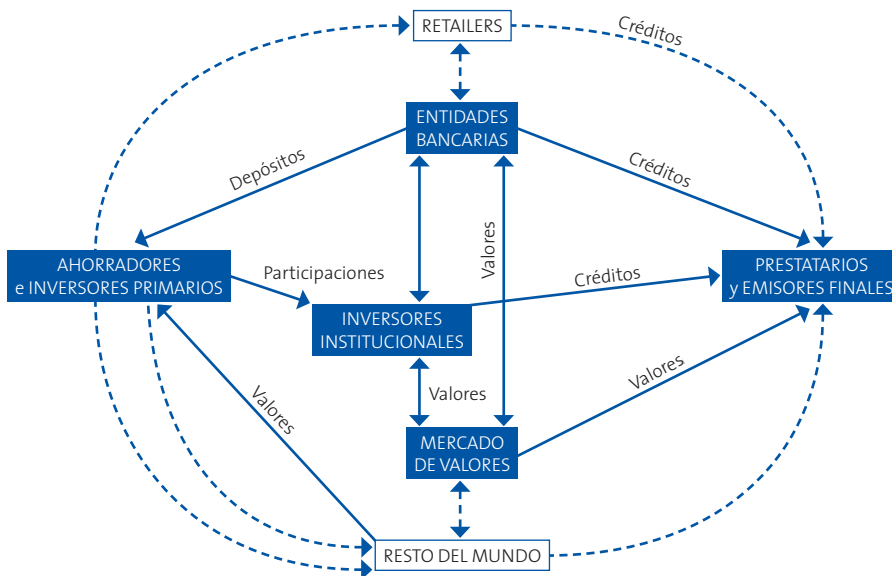 RETAILERS
Créditos
ENTIDADES
BANCARIAS
Depósitos
Créditos
Valores
AHORRADORES
e INVERSORES PRIMARIOS
Participaciones
Créditos
PRESTATARIOS
y EMISORES FINALES
INVERSORES
INSTITUCIONALES
Valores
Valores
Valores
MERCADO
DE VALORES
RESTO DEL MUNDO